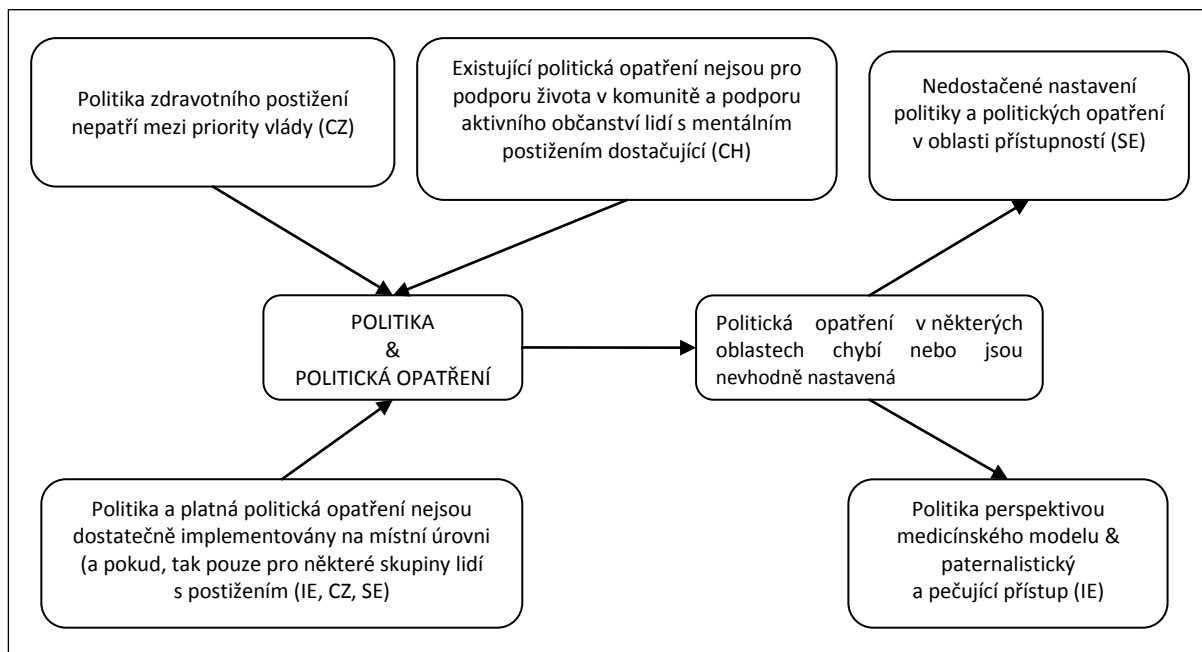 Politika zdravotního postižení
nepatří mezi priority vlády (CZ)
Existující politická opatření nejsou pro
podporu života v komunitě a podporu
aktivního občanství lidí s mentálním
postižením dostačující (CH)
Nedostačené nastavení
politiky a politických opatření
v oblasti přístupností (SE)
POLITIKA
&
POLITICKÁ OPATŘENÍ
Politická opatření v některých
oblastech chybí nebo jsou
nevhodně nastavená
Politika a platná politická opatření nejsou
dostatečně implementovány na místní úrovni
(a pokud, tak pouze pro některé skupiny lidí
s postižením (IE, CZ, SE)
Politika perspektivou
medicínského modelu &
paternalistický
a pečující přístup (IE)